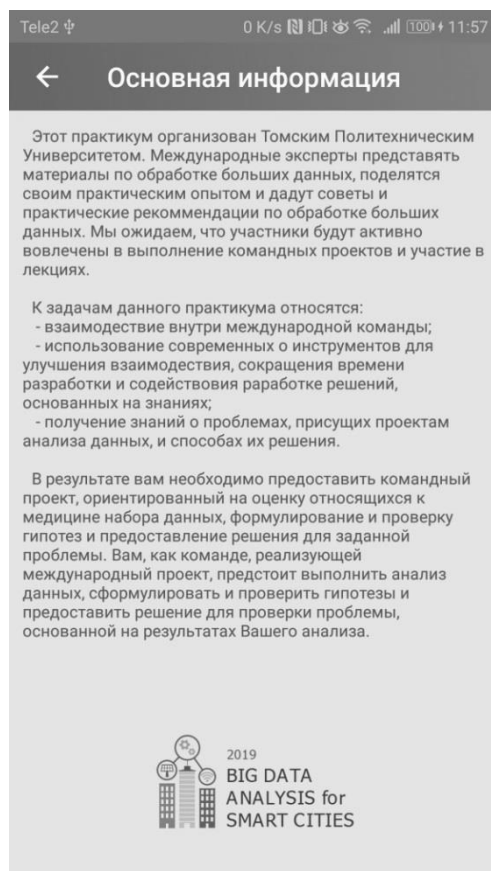 Tele2 0 K/s 100 11:57
Основная информация
Этот практикум организован Томским Политехническим
Университетом. Международные эксперты представять
материалы по обработке больших данных, поделятся
своим практическим опытом и дадут советы и
практические рекоммендации по обработке больших
данных. Мы ожидаем, что участники будут активно
вовлечены в выполнение командных проектов и участие в
лекциях.
К задачам данного практикума относятся:
- взаимодествие внутри международной команды;
- использование современных о инструментов для
улучшения взаимодествия, сокращения времени
разработки и содействовия раработке решений,
основанных на знаниях;
- получение знаний о проблемах, присущих проектам
анализа данных, и способах их решения.
В результате вам необходимо предоставить командный
проект, ориентированный на оценку относящихся к
медицине набора данных, формулирование и проверку
гипотез и предоставление решения для заданной
проблемы. Вам, как команде, реализующей
международный проект, предстоит выполнить анализ
данных, сформулировать и проверить гипотезы и
предоставить решение для проверки проблемы,
основанной на результатах Вашего анализа.
2019
BIG DATA
ANALYSIS for
SMART CITIES